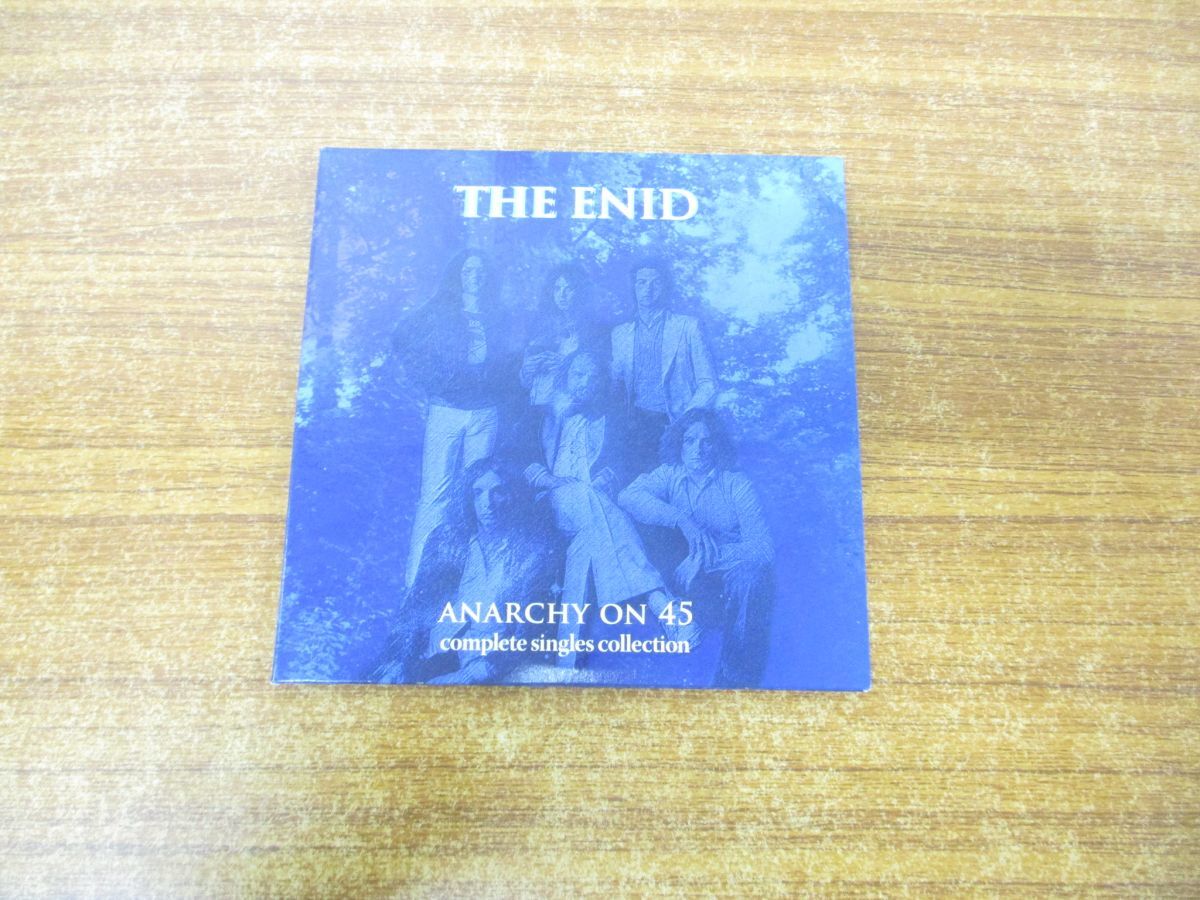 THE ENID
ANARCHY ON 45
complete singles collection